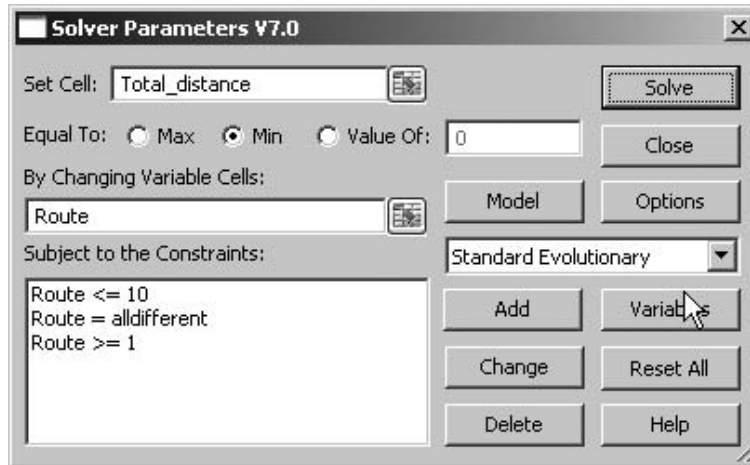 Solver Parameters V7.0
Set Cell: Total_distance
Solve
Equal To: Max Min Value Of: 0
Close
By Changing Variable Cells:
Model
Options
Route
Subject to the Constraints:
Standard Evolutionary
Route <= 10
Route = alldifferent
Route >= 1
Add
Variables
Change
Reset All
Delete
Help